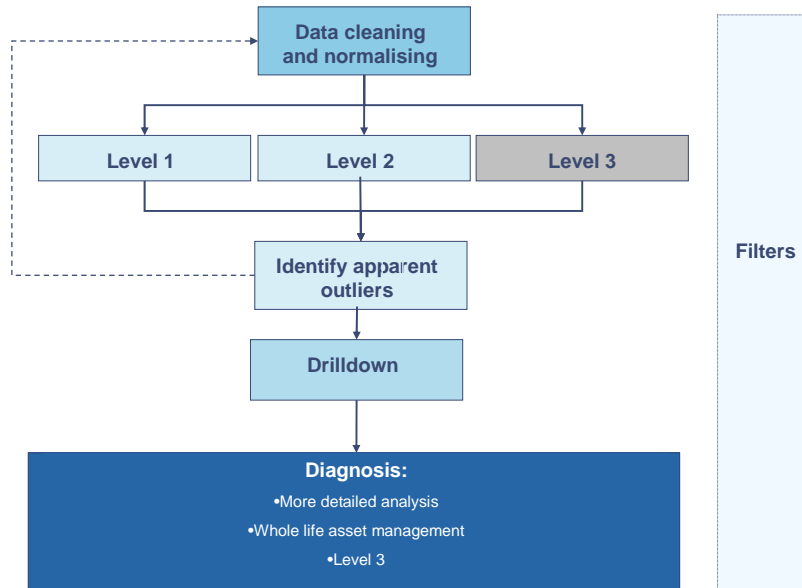 Data cleaning
and normalising
Level 1
Level 2
Level 3
Identify apparent
outliers
Filters
Drilldown
Diagnosis:
•More detailed analysis
•Whole life asset management
•Level 3